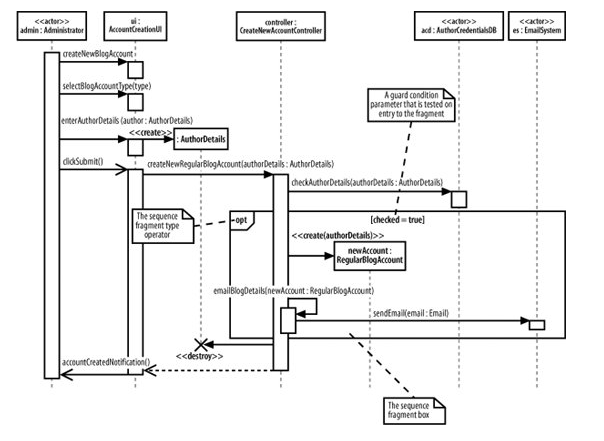 <<actor>>
admin : Administrator
ui :
AccountCreationUI
controller :
CreateNewAccountController
<<actor>>
acd : AuthorCredentialsDB
<<actor>>
es : EmailSystem
createNewBlogAccount
selectBlogAccountType(type)
A guard condition
parameter that is tested on
entry to the fragment
enterAuthorDetails (author : AuthorDetails)
<<create>>
: AuthorDetails
clickSubmit()
createNewRegularBlogAccount(authorDetails : AuthorDetails)
checkAuthorDetails(authorDetails : AuthorDetails)
The sequence
fragment type
operator
opt
[checked = true]
<<create(authorDetails)>>
newAccount :
RegularBlogAccount
emailBlogDetails(newAccount : RegularBlogAccount)
sendEmail(email : Email)
<<destroy>>
accountCreatedNotification()
The sequence
fragment box